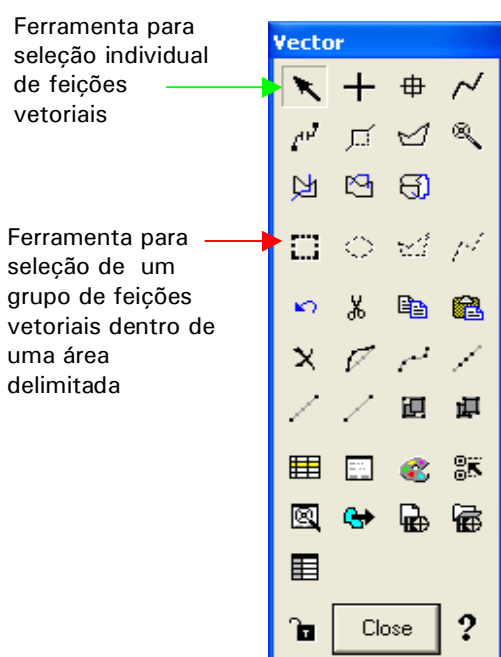 Ferramenta para
seleção individual
de feições
vetoriais
Vector
Ferramenta para
seleção de um
grupo de feições
vetoriais dentro de
uma área
delimitada
Close
?